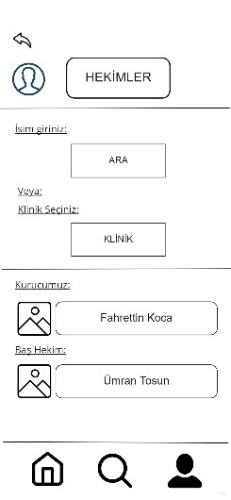 HEKİMLER
İsim giriniz:
ARA
Veya:
Klinik Seçiniz:
KLİNİK
Kurucumuz:
Fahrettin Koca
Baş Hekim:
Ümran Tosun